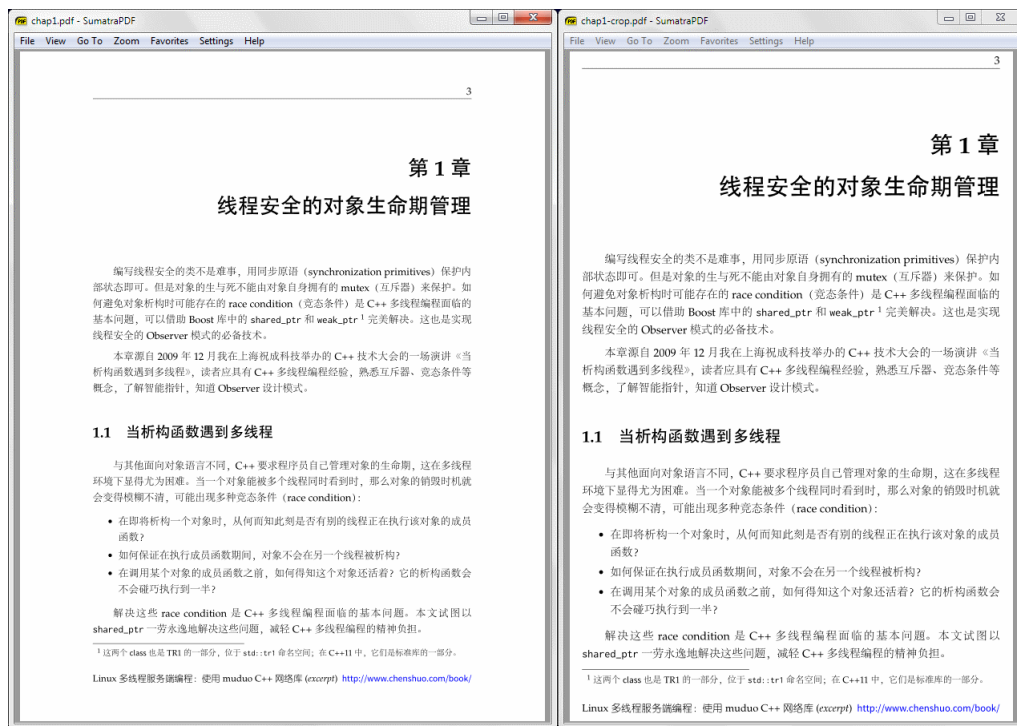 chap1.pdf - SumatraPDF
File View Go To Zoom Favorites Settings Help
3
第 1 章
线程安全的对象生命期管理
编写线程安全的类不是难事，用同步原语（synchronization primitives）保护内
部状态即可。但是对象的生与死不能由对象自身拥有的 mutex（互斥器）来保护。如
何避免对象析构时可能存在的 race condition（竞态条件）是 C++ 多线程编程面临的
基本问题，可以借助 Boost 库中的 shared_ptr 和 weak_ptr 1 完美解决。这也是实现
线程安全的 Observer 模式的必备技术。
本章源自 2009 年 12 月我在上海祝成科技举办的 C++ 技术大会的一场演讲《当
析构函数遇到多线程》，读者应具有 C++ 多线程编程经验，熟悉互斥器、竞态条件等
概念，了解智能指针，知道 Observer 设计模式。
1.1 当析构函数遇到多线程
与其他面向对象语言不同，C++ 要求程序员自己管理对象的生命期，这在多线程
环境下显得尤为困难。当一个对象能被多个线程同时看到时，那么对象的销毁时机就
会变得模糊不清，可能出现多种竞态条件（race condition）：
• 在即将析构一个对象时，从何而知此刻是否有别的线程正在执行该对象的成员
函数？
• 如何保证在执行成员函数期间，对象不会在另一个线程被析构？
• 在调用某个对象的成员函数之前，如何得知这个对象还活着？它的析构函数会
不会碰巧执行到一半？
解决这些 race condition 是 C++ 多线程编程面临的基本问题。本文试图以
shared_ptr 一劳永逸地解决这些问题，减轻 C++ 多线程编程的精神负担。
1 这两个 class 也是 TR1 的一部分，位于 std::tr1 命名空间；在 C++11 中，它们是标准库的一部分。
Linux 多线程服务端编程：使用 muduo C++ 网络库 (excerpt) http://www.chenshuo.com/book/
chap1-crop.pdf - SumatraPDF
File View Go To Zoom Favorites Settings Help
3
第 1 章
线程安全的对象生命期管理
编写线程安全的类不是难事，用同步原语（synchronization primitives）保护内
部状态即可。但是对象的生与死不能由对象自身拥有的 mutex（互斥器）来保护。如
何避免对象析构时可能存在的 race condition（竞态条件）是 C++ 多线程编程面临的
基本问题，可以借助 Boost 库中的 shared_ptr 和 weak_ptr 1 完美解决。这也是实现
线程安全的 Observer 模式的必备技术。
本章源自 2009 年 12 月我在上海祝成科技举办的 C++ 技术大会的一场演讲《当
析构函数遇到多线程》，读者应具有 C++ 多线程编程经验，熟悉互斥器、竞态条件等
概念，了解智能指针，知道 Observer 设计模式。
1.1 当析构函数遇到多线程
与其他面向对象语言不同，C++ 要求程序员自己管理对象的生命期，这在多线程
环境下显得尤为困难。当一个对象能被多个线程同时看到时，那么对象的销毁时机就
会变得模糊不清，可能出现多种竞态条件（race condition）：
• 在即将析构一个对象时，从何而知此刻是否有别的线程正在执行该对象的成员
函数？
• 如何保证在执行成员函数期间，对象不会在另一个线程被析构？
• 在调用某个对象的成员函数之前，如何得知这个对象还活着？它的析构函数会
不会碰巧执行到一半？
解决这些 race condition 是 C++ 多线程编程面临的基本问题。本文试图以
shared_ptr 一劳永逸地解决这些问题，减轻 C++ 多线程编程的精神负担。
1 这两个 class 也是 TR1 的一部分，位于 std::tr1 命名空间；在 C++11 中，它们是标准库的一部分。
Linux 多线程服务端编程：使用 muduo C++ 网络库 (excerpt) http://www.chenshuo.com/book/